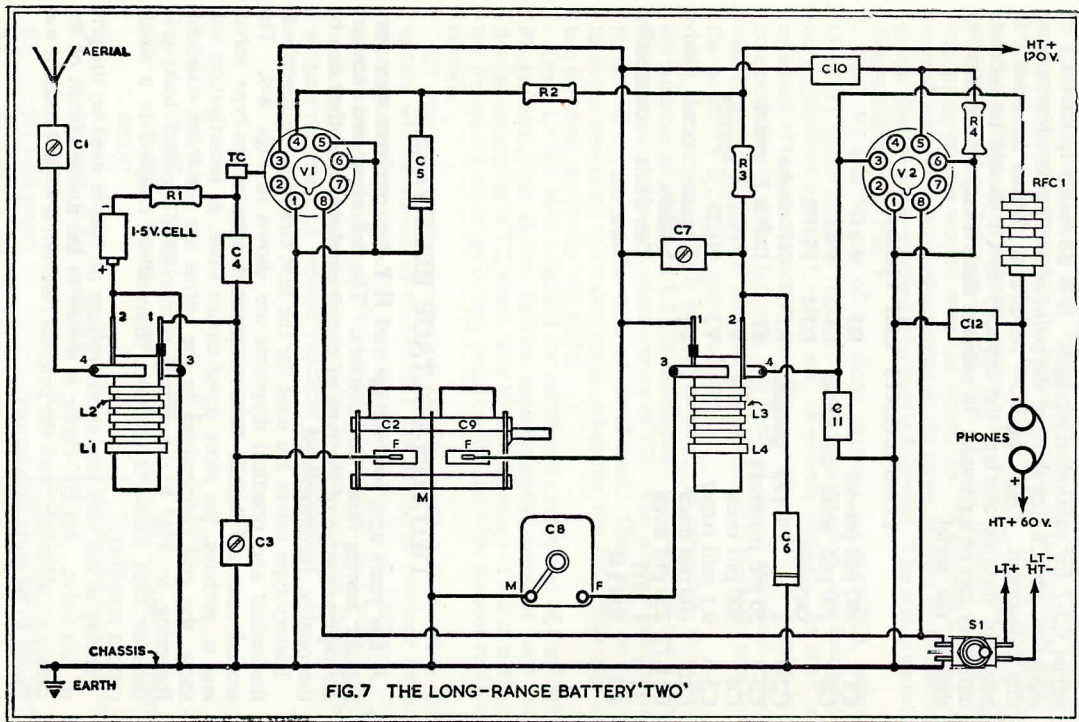 AERIAL
C1
TC
R1
-
1·5V. CELL
+
C4
3
4
5
6
2
7
1
8
V1
C5
R2
HT+
120 V.
C10
R3
R4
3
4
5
6
2
7
1
8
V2
RFC 1
C7
C12
-
PHONES
+
HT+ 60 V.
2
1
4
3
L2
L1
C2
C9
F
F
M
1
2
3
4
L3
L4
C11
C6
C3
C8
M
F
LT+
LT-
HT-
S1
CHASSIS
EARTH
FIG.7 THE LONG-RANGE BATTERY 'TWO'